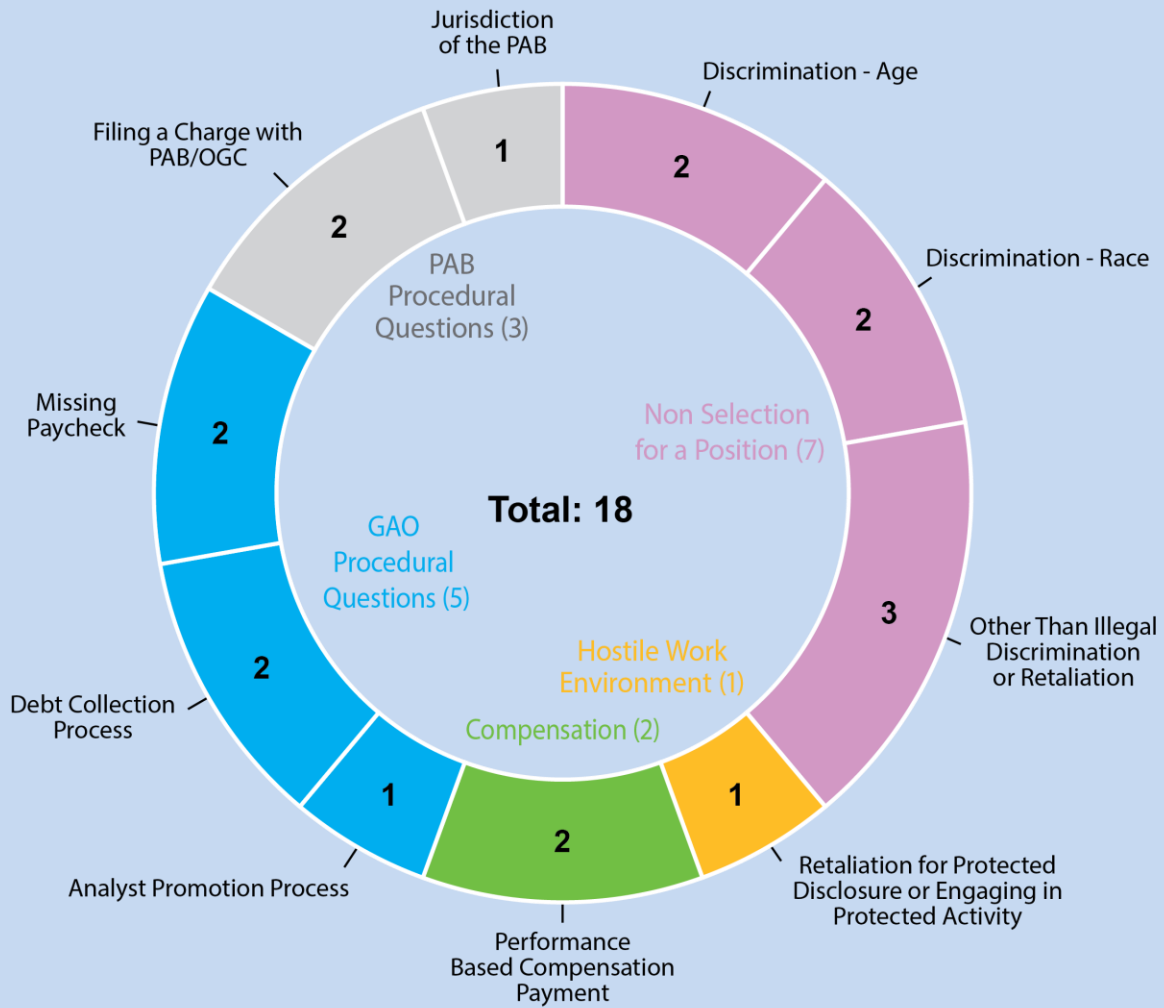 Jurisdiction
of the PAB
Discrimination - Age
Filing a Charge with
PAB/OGC
1
2
2
PAB
Procedural
Questions (3)
Discrimination - Race
2
Missing
Paycheck
2
Non Selection
for a Position (7)
Total: 18
GAO
Procedural
Questions (5)
3
Other Than Illegal
Discrimination
or Retaliation
2
Hostile Work
Environment (1)
Debt Collection
Process
Compensation (2)
1
1
2
Analyst Promotion Process
Retaliation for Protected
Disclosure or Engaging in
Protected Activity
Performance
Based Compensation
Payment